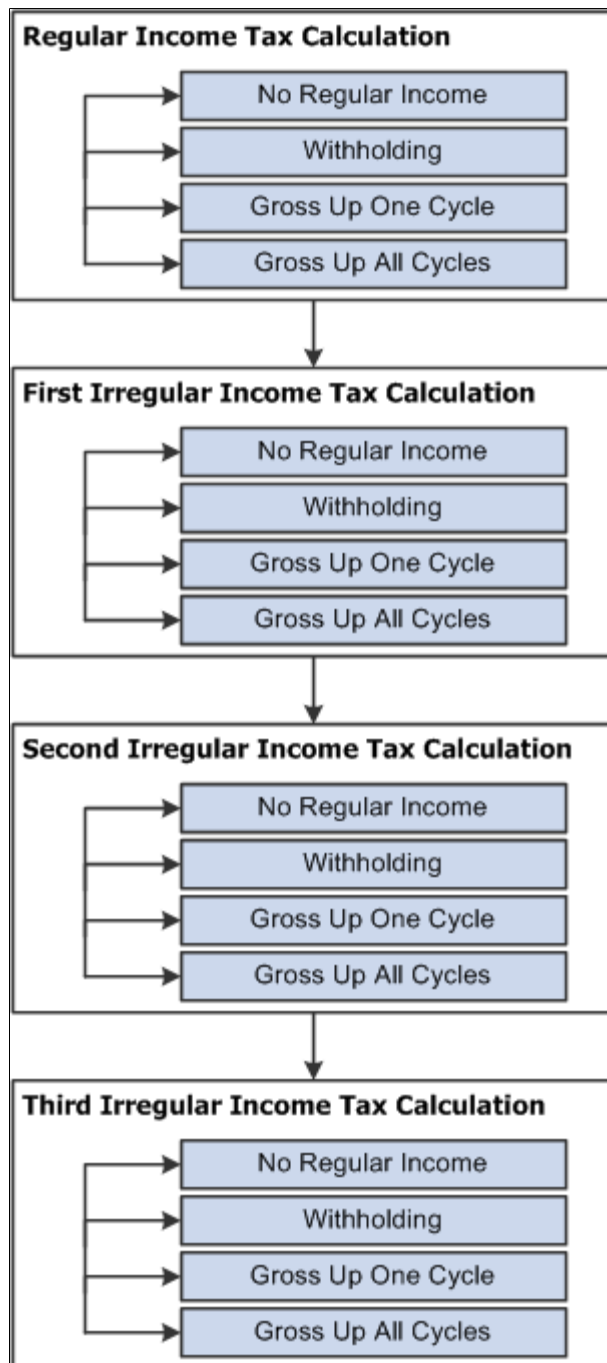 Regular Income Tax Calculation
No Regular Income
Withholding
Gross Up One Cycle
Gross Up All Cycles
First Irregular Income Tax Calculation
No Regular Income
Withholding
Gross Up One Cycle
Gross Up All Cycles
Second Irregular Income Tax Calculation
No Regular Income
Withholding
Gross Up One Cycle
Gross Up All Cycles
Third Irregular Income Tax Calculation
No Regular Income
Withholding
Gross Up One Cycle
Gross Up All Cycles